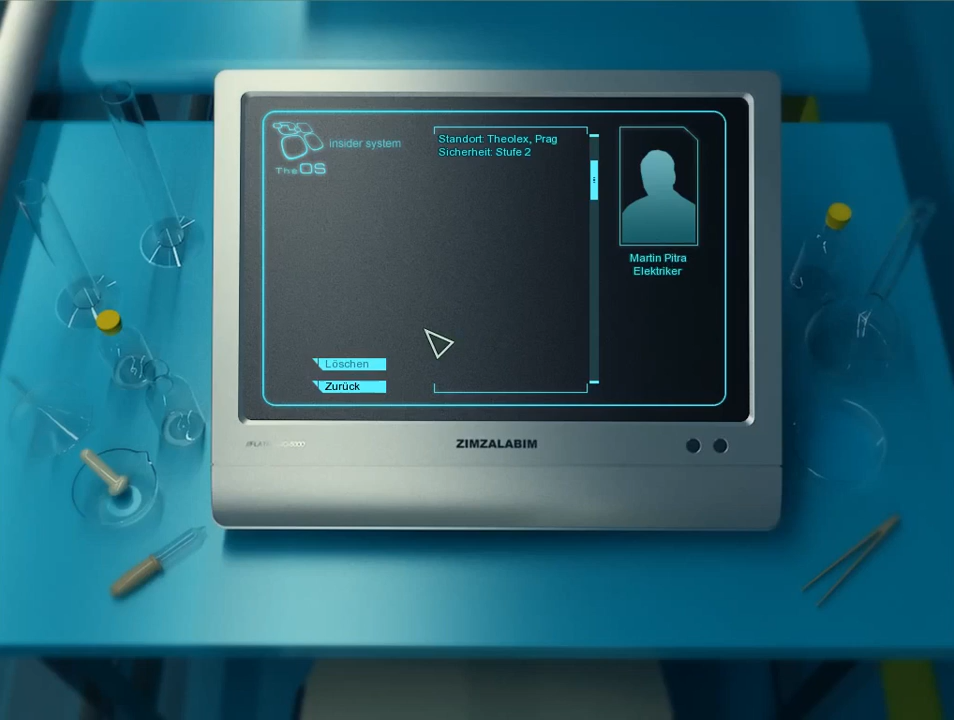 insider system
TheOS
Standort: Theolex, Prag
Sicherheit: Stufe 2
Martin Pitra
Elektriker
Löschen
Zurück
ZIMZALABIM